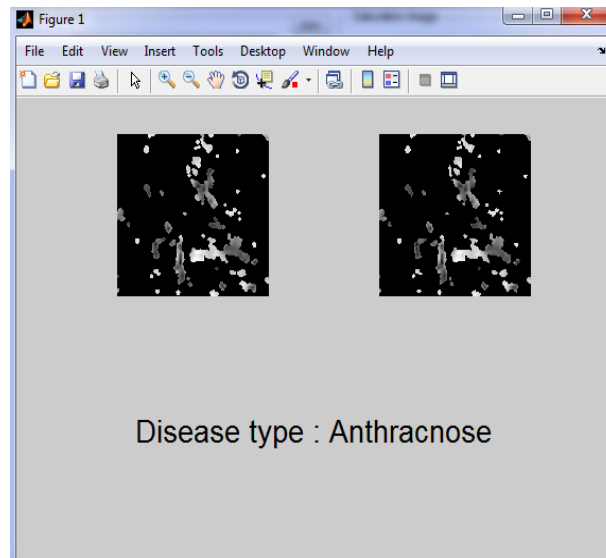 Figure 1
File Edit View Insert Tools Desktop Window Help
Disease type : Anthracnose